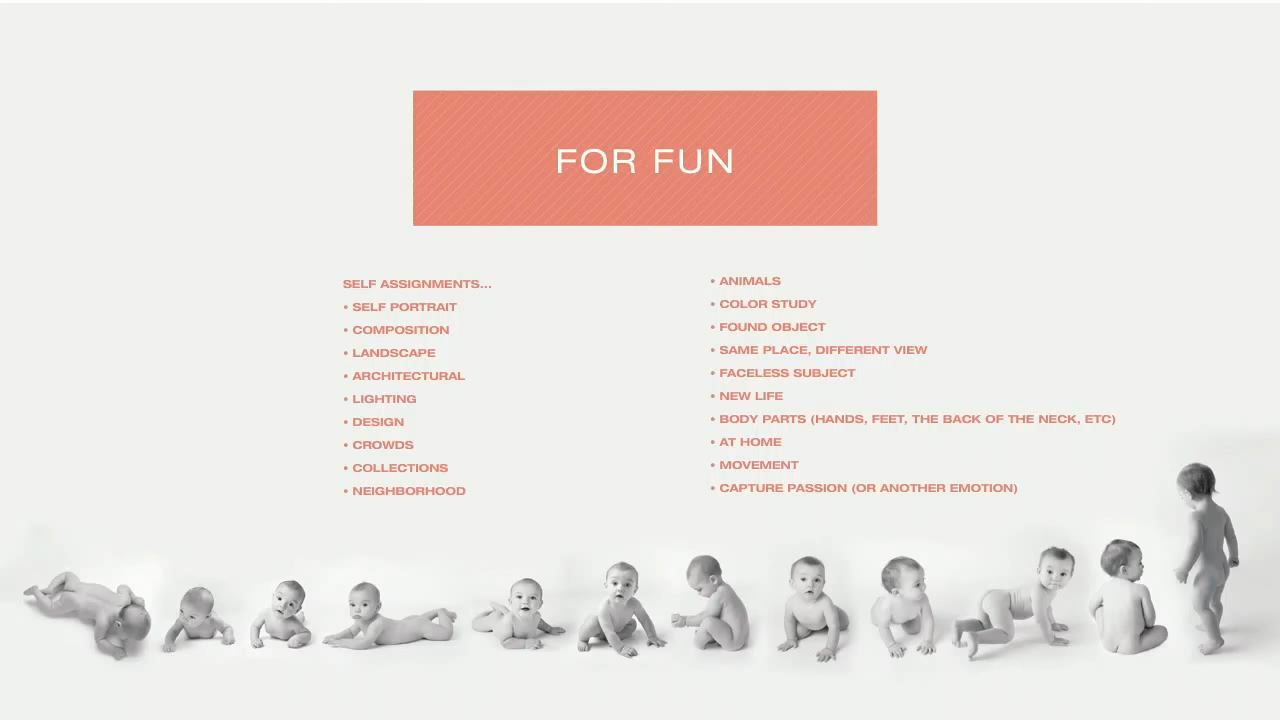 FOR FUN
SELF ASSIGNMENTS...
• SELF PORTRAIT
• COMPOSITION
• LANDSCAPE
• ARCHITECTURAL
• LIGHTING
• DESIGN
• CROWDS
• COLLECTIONS
• NEIGHBORHOOD
• ANIMALS
• COLOR STUDY
• FOUND OBJECT
• SAME PLACE, DIFFERENT VIEW
• FACELESS SUBJECT
• NEW LIFE
• BODY PARTS (HANDS, FEET, THE BACK OF THE NECK, ETC)
• AT HOME
• MOVEMENT
• CAPTURE PASSION (OR ANOTHER EMOTION)